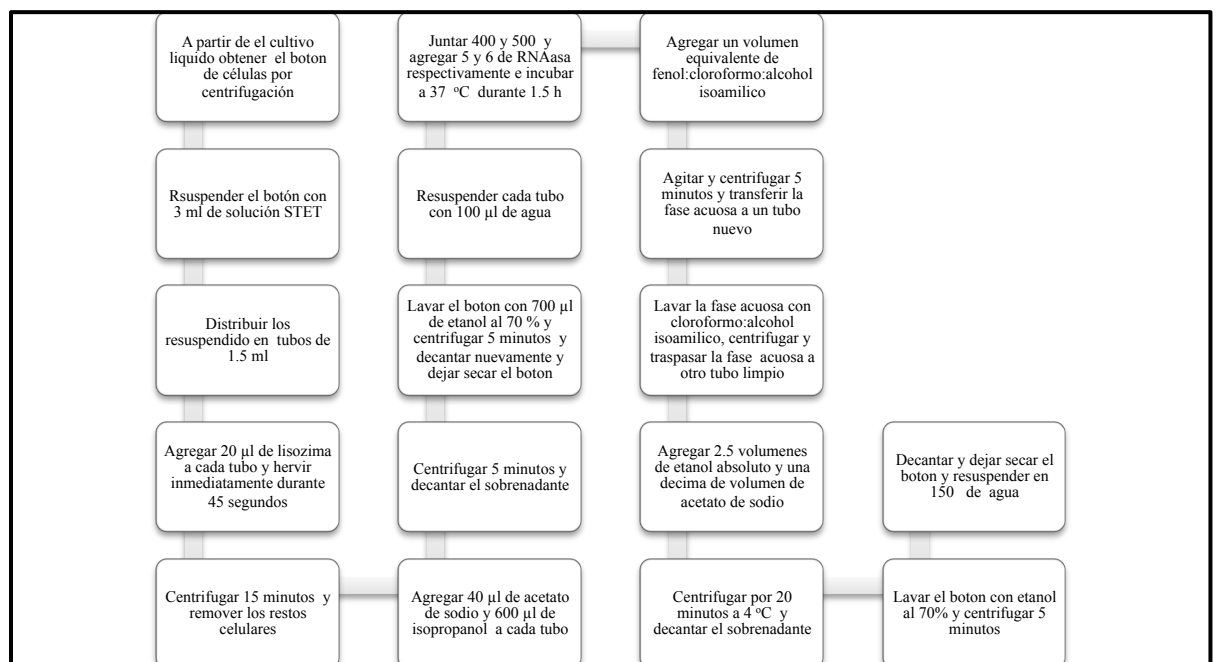 A partir de el cultivo
liquido obtener el boton
de células por
centrifugación
Rsuspender el botón con
3 ml de solución STET
Distribuir los
resuspendido en tubos de
1.5 ml
Agregar 20 µl de lisozima
a cada tubo y hervir
inmediatamente durante
45 segundos
Centrifugar 15 minutos y
remover los restos
celulares
Agregar 40 µl de acetato
de sodio y 600 µl de
isopropanol a cada tubo
Centrifugar 5 minutos y
decantar el sobrenadante
Lavar el boton con 700 µl
de etanol al 70 % y
centrifugar 5 minutos y
decantar nuevamente y
dejar secar el boton
Resuspender cada tubo
con 100 µl de agua
Juntar 400 y 500 y
agregar 5 y 6 de RNAasa
respectivamente e incubar
a 37 ºC durante 1.5 h
Agregar un volumen
equivalente de
fenol:cloroformo:alcohol
isoamilico
Agitar y centrifugar 5
minutos y transferir la
fase acuosa a un tubo
nuevo
Lavar la fase acuosa con
cloroformo:alcohol
isoamilico, centrifugar y
traspasar la fase acuosa a
otro tubo limpio
Agregar 2.5 volumenes
de etanol absoluto y una
decima de volumen de
acetato de sodio
Centrifugar por 20
minutos a 4 ºC y
decantar el sobrenadante
Lavar el boton con etanol
al 70% y centrifugar 5
minutos
Decantar y dejar secar el
boton y resuspender en
150 de agua